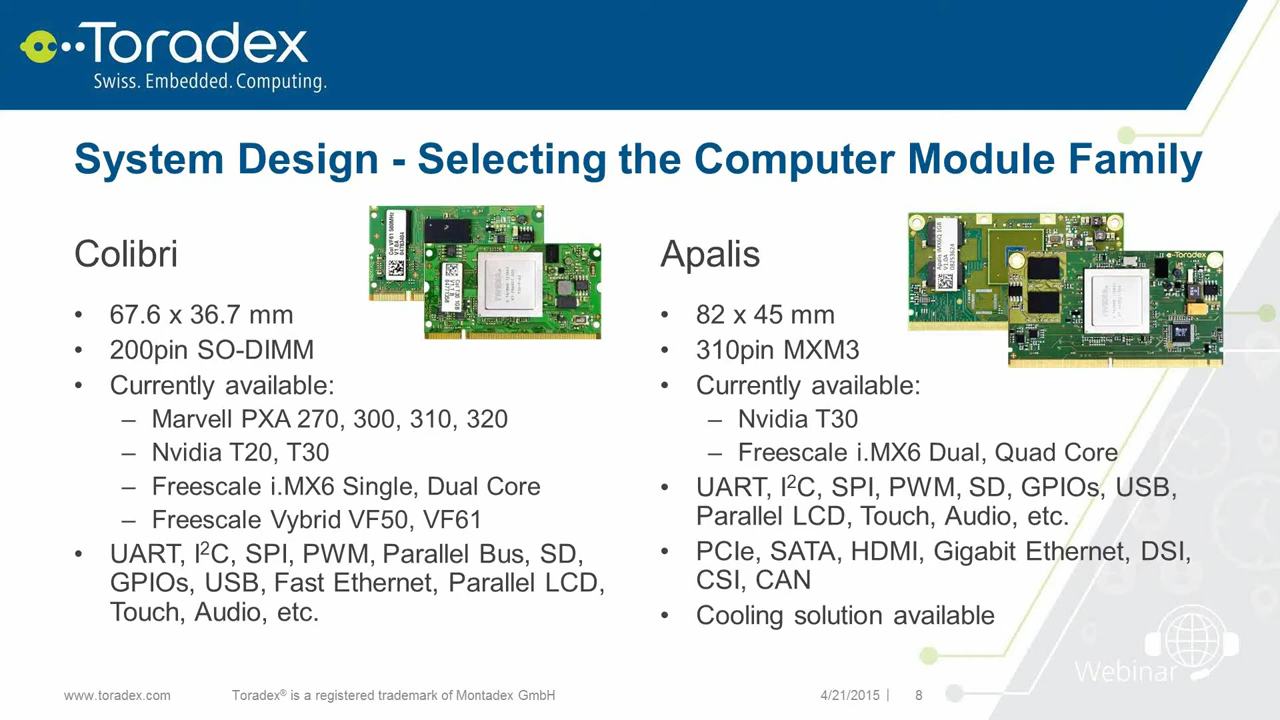 Toradex
Swiss. Embedded. Computing.
System Design - Selecting the Computer Module Family
Colibri
• 67.6 x 36.7 mm
• 200pin SO-DIMM
• Currently available:
– Marvell PXA 270, 300, 310, 320
– Nvidia T20, T30
– Freescale i.MX6 Single, Dual Core
– Freescale Vybrid VF50, VF61
• UART, I²C, SPI, PWM, Parallel Bus, SD,
GPIOs, USB, Fast Ethernet, Parallel LCD,
Touch, Audio, etc.
Apalis
• 82 x 45 mm
• 310pin MXM3
• Currently available:
– Nvidia T30
– Freescale i.MX6 Dual, Quad Core
• UART, I²C, SPI, PWM, SD, GPIOs, USB,
Parallel LCD, Touch, Audio, etc.
• PCIe, SATA, HDMI, Gigabit Ethernet, DSI,
CSI, CAN
• Cooling solution available
Toradex
Webinar
www.toradex.com
Toradex® is a registered trademark of Montadex GmbH
4/21/2015 | 8